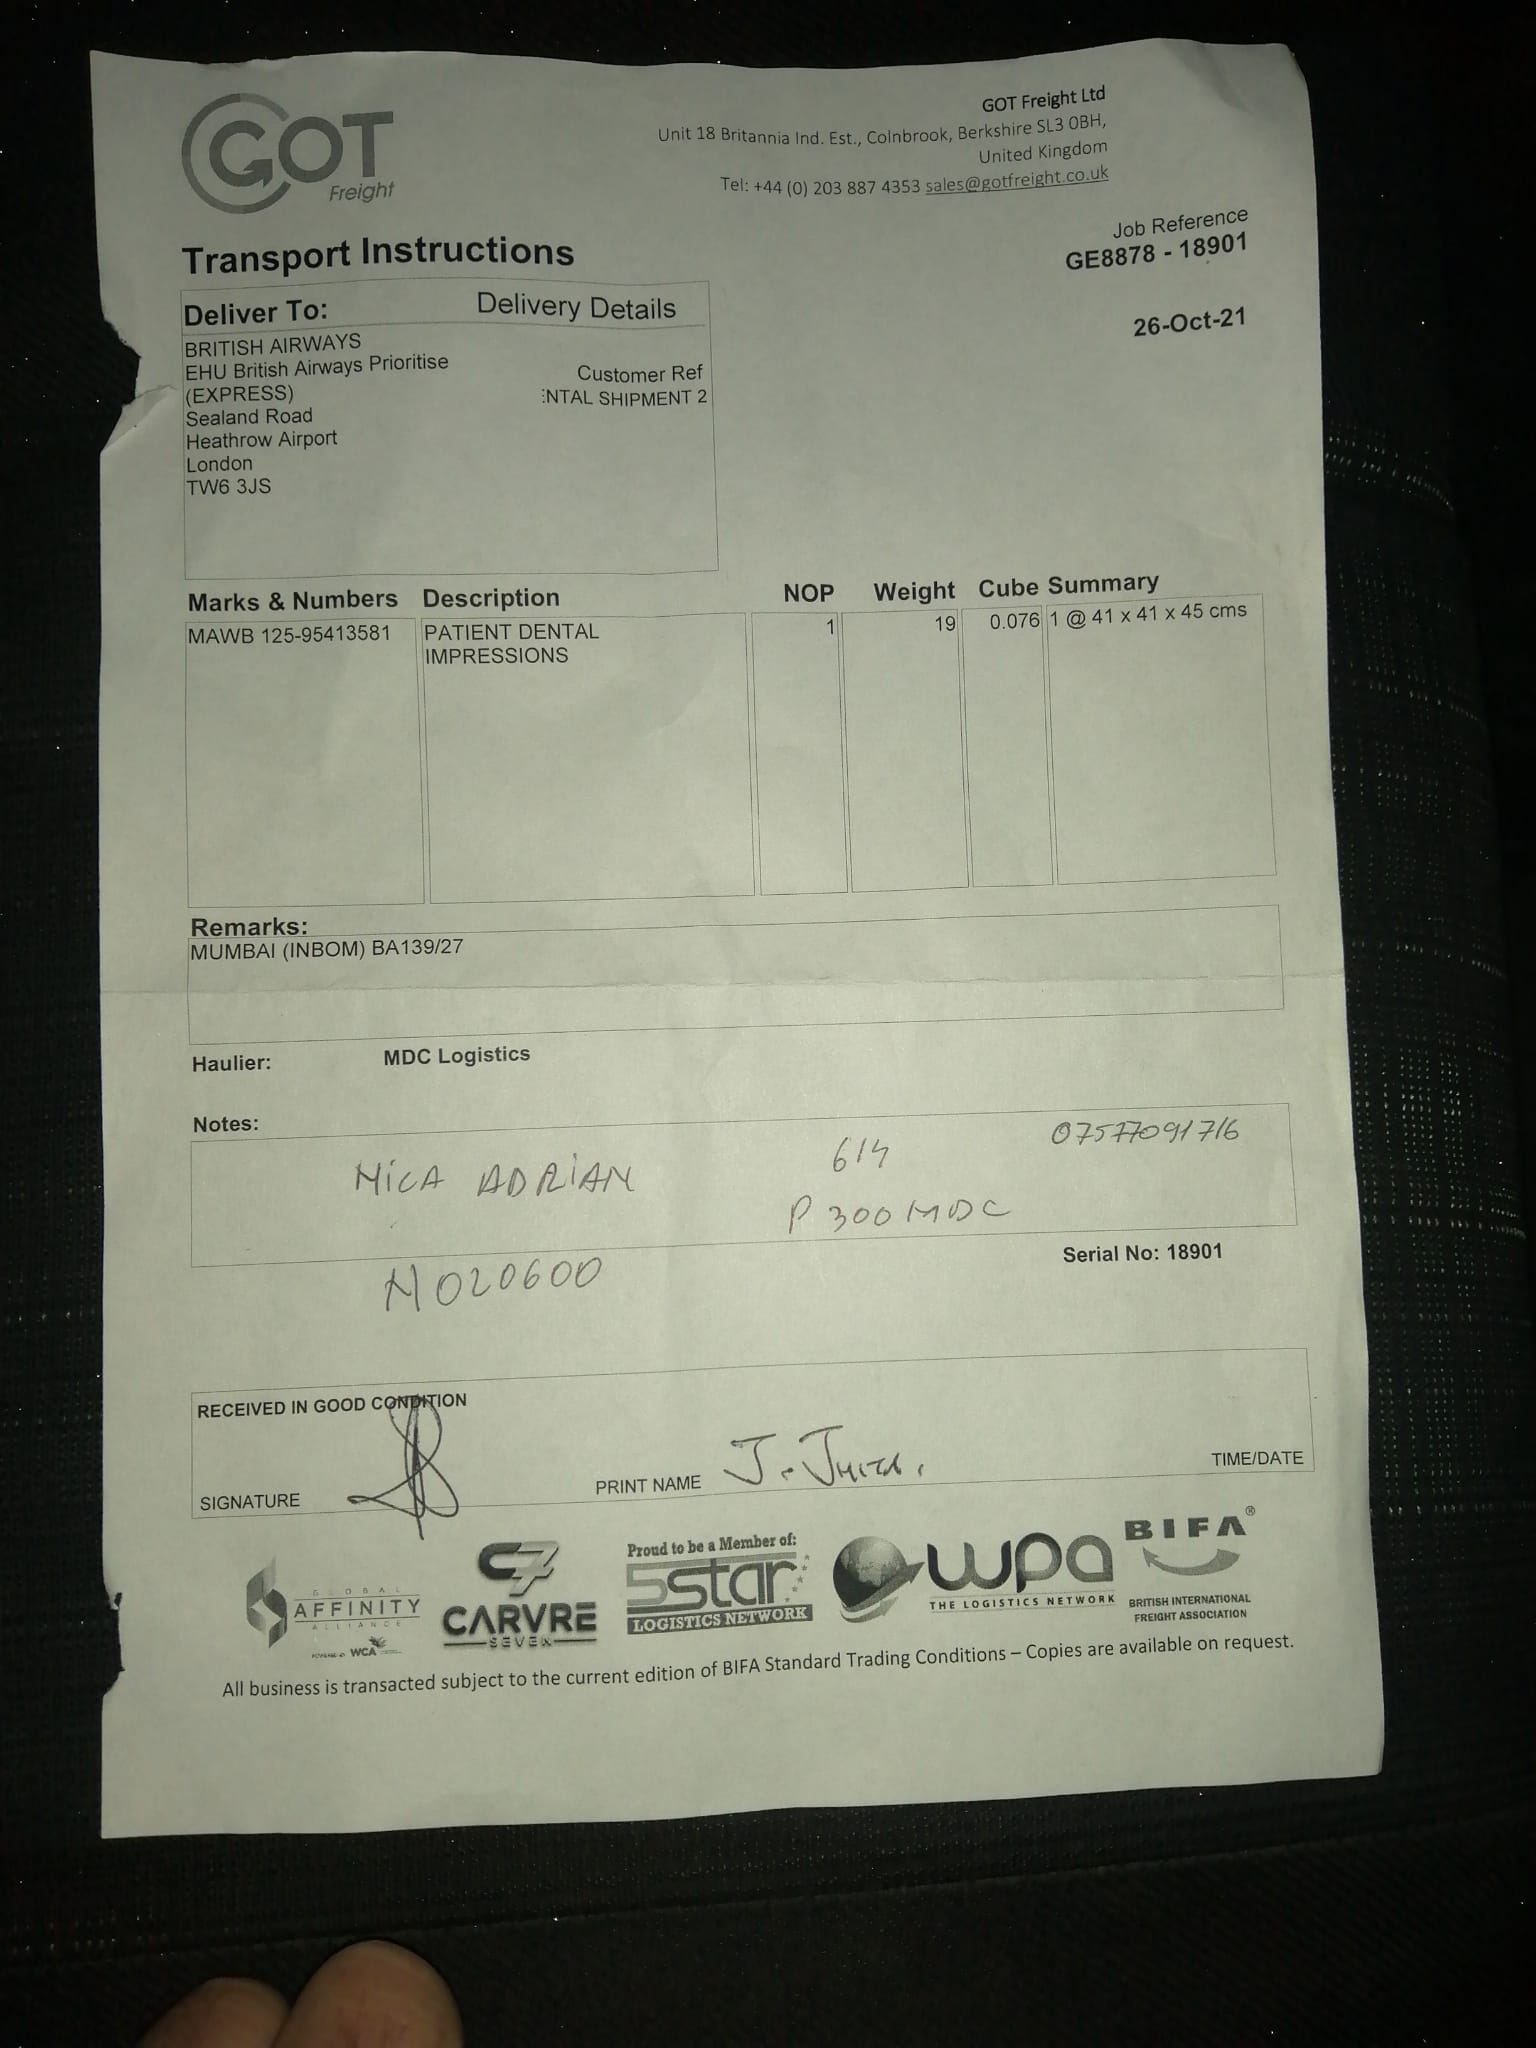 GOT
Freight
GOT Freight Ltd
Unit 18 Britannia Ind. Est., Colnbrook, Berkshire SL3 0BH,
United Kingdom
Tel: +44 (0) 203 887 4353 sales@gotfreight.co.uk
Job Reference
GE8878 - 18901
26-Oct-21
Transport Instructions
Deliver To: Delivery Details
BRITISH AIRWAYS
EHU British Airways Prioritise
(EXPRESS)
Sealand Road
Heathrow Airport
London
TW6 3JS
Customer Ref
ENTAL SHIPMENT 2
Marks & Numbers Description NOP Weight Cube Summary
MAWB 125-95413581 PATIENT DENTAL 1 19 0.076 1 @ 41 x 41 x 45 cms
IMPRESSIONS
Remarks:
MUMBAI (INBOM) BA139/27
Haulier: MDC Logistics
Notes:
MICA ADRIAN 614 07577091716
P300MDC
Serial No: 18901
N020600
RECEIVED IN GOOD CONDITION
SIGNATURE PRINT NAME J. TIME/DATE
GLOBAL
AFFINITY
ALLIANCE
POWERED BY WCA
C7
CARVRE
SEVEN
Proud to be a Member of:
5star
LOGISTICS NETWORK
wpa
THE LOGISTICS NETWORK
BIFA®
BRITISH INTERNATIONAL
FREIGHT ASSOCIATION
All business is transacted subject to the current edition of BIFA Standard Trading Conditions – Copies are available on request.